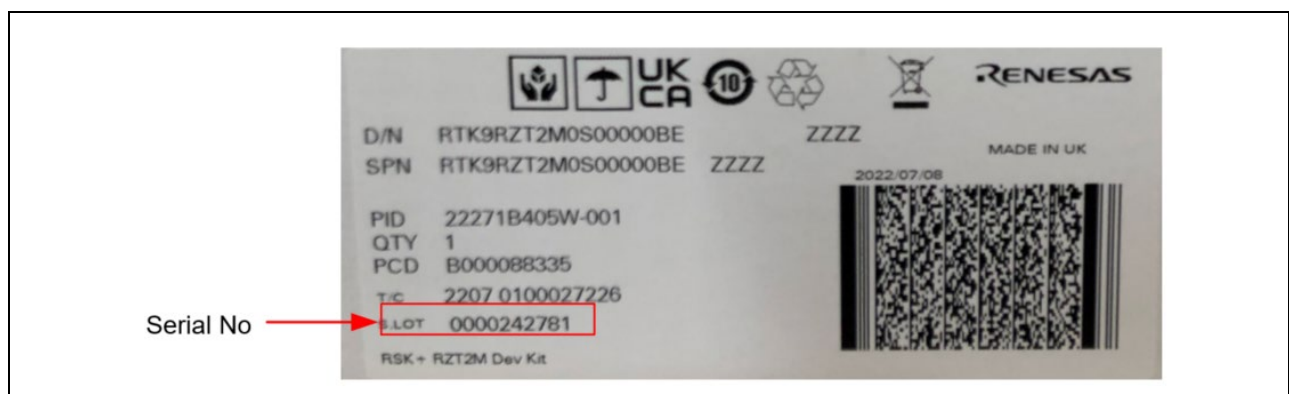 UK
CA
10
RENESAS
D/N RTK9RZT2M0S00000BE ZZZZ
MADE IN UK
SPN RTK9RZT2M0S00000BE ZZZZ
2022/07/08
PID 22271B405W-001
QTY 1
PCD B000088335
T/C 2207 0100027226
Serial No
S.LOT 0000242781
RSK+ RZT2M Dev Kit